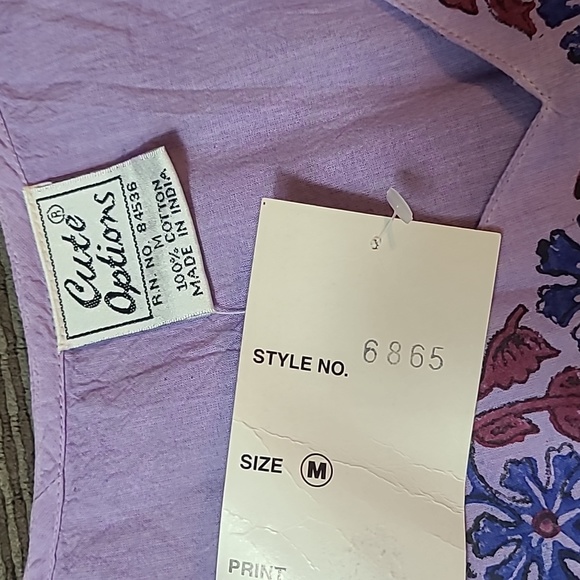 Cute ®
Options
R.N NO. 84536
M
100% COTTON
MADE IN INDIA
STYLE NO. 6865
SIZE M
PRINT